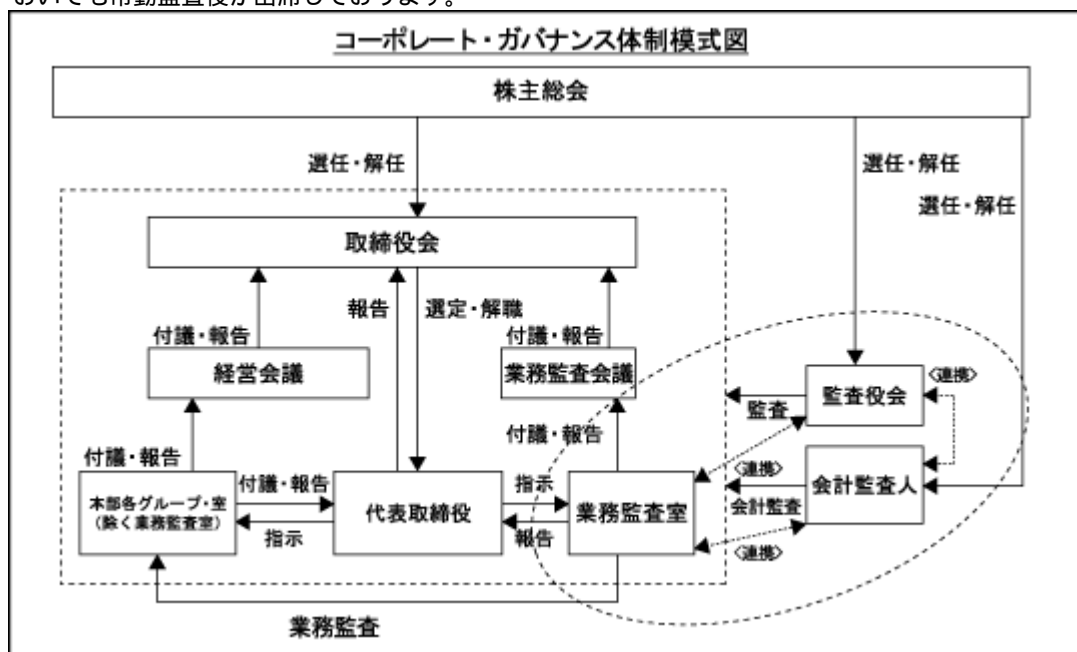 おいても常勤監査役が出席しております。
コーポレート・ガバナンス体制模式図
株主総会
選任・解任
選任・解任
選任・解任
取締役会
報告
選定・解職
付議・報告
付議・報告
経営会議
業務監査会議
監査役会
〈連携〉
監査
付議・報告
付議・報告
本部各グループ・室
(除く業務監査室)
付議・報告
指示
代表取締役
指示
報告
業務監査室
〈連携〉
会計監査
会計監査人
〈連携〉
業務監査